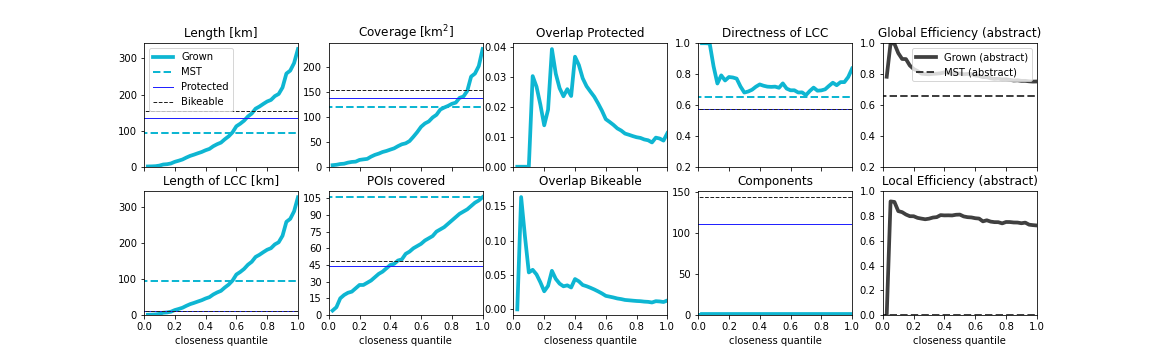 Length [km]
300
200
100
0
Grown
MST
Protected
Bikeable
Coverage [km²]
200
150
100
50
0
Overlap Protected
0.04
0.03
0.02
0.01
0.00
Directness of LCC
1.0
0.8
0.6
0.4
0.2
Global Efficiency (abstract)
1.0
0.8
0.6
0.4
0.2
Grown (abstract)
MST (abstract)
Length of LCC [km]
300
200
100
0
0.0 0.2 0.4 0.6 0.8 1.0
closeness quantile
POIs covered
105
90
75
60
45
30
15
0
0.0 0.2 0.4 0.6 0.8 1.0
closeness quantile
Overlap Bikeable
0.15
0.10
0.05
0.00
0.0 0.2 0.4 0.6 0.8 1.0
closeness quantile
Components
150
100
50
0
0.0 0.2 0.4 0.6 0.8 1.0
closeness quantile
Local Efficiency (abstract)
1.0
0.8
0.6
0.4
0.2
0.0
0.0 0.2 0.4 0.6 0.8 1.0
closeness quantile